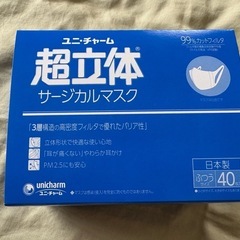 ユニ・チャーム
超立体®
サージカルマスク
99%カットフィルタ
「3層構造の高密度フィルタで優れたバリア性」
立体形状で快適な使い心地
「耳が痛くない」やわらか耳かけ
PM2.5にも安心
日本製
ふつう
40
unicharm
ユニ・チャーム